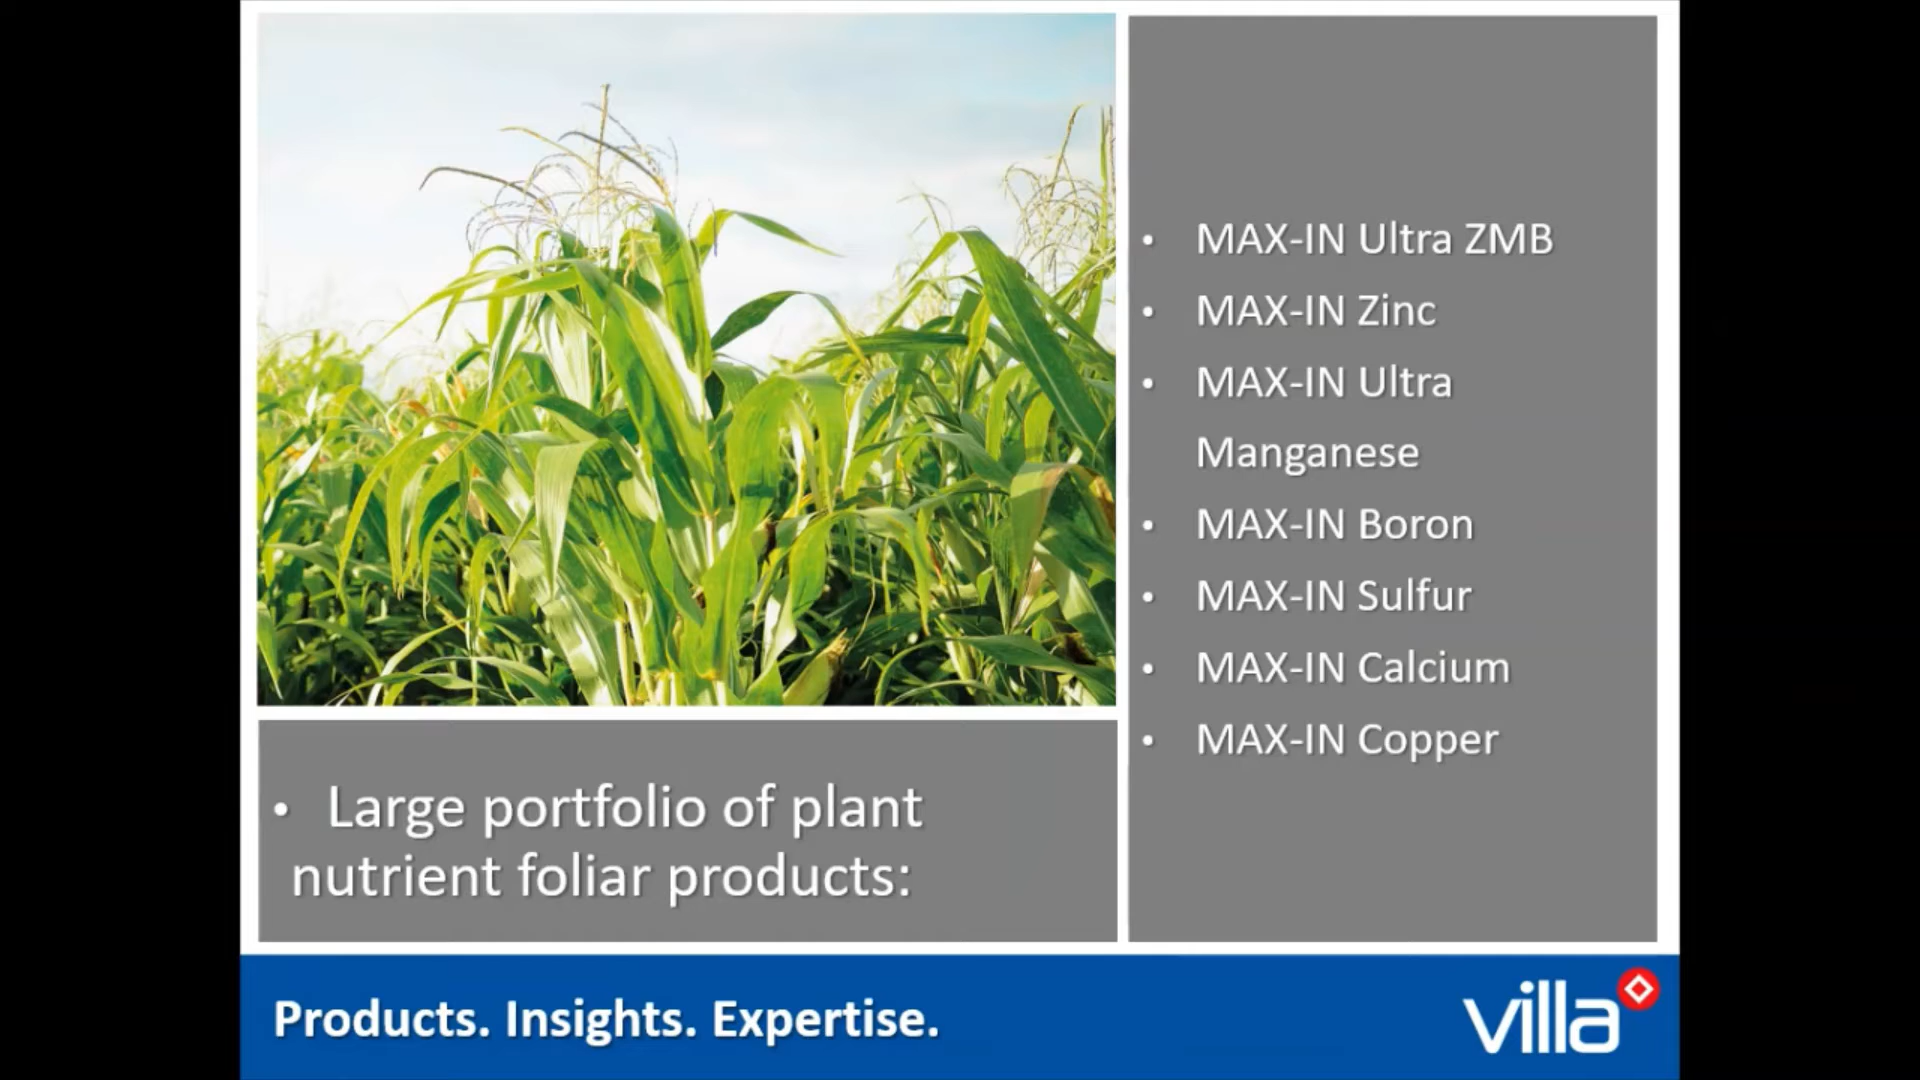 • MAX-IN Ultra ZMB
• MAX-IN Zinc
• MAX-IN Ultra
Manganese
• MAX-IN Boron
• MAX-IN Sulfur
• MAX-IN Calcium
• MAX-IN Copper
• Large portfolio of plant
nutrient foliar products:
Products. Insights. Expertise.
villa